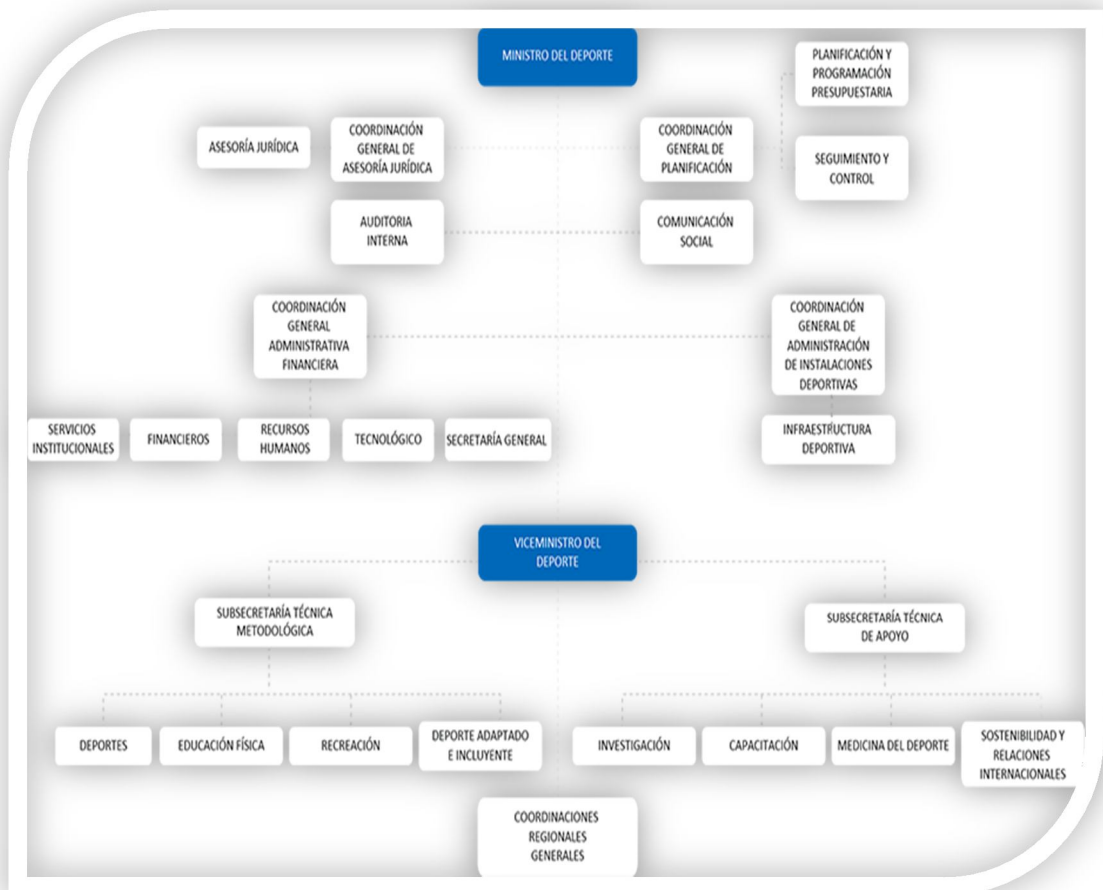 MINISTRO DEL DEPORTE
PLANIFICACIÓN Y
PROGRAMACIÓN
PRESUPUESTARIA
ASESORÍA JURÍDICA
COORDINACIÓN
GENERAL DE
ASESORÍA JURÍDICA
COORDINACIÓN
GENERAL DE
PLANIFICACIÓN
SEGUIMIENTO Y
CONTROL
AUDITORIA
INTERNA
COMUNICACIÓN
SOCIAL
COORDINACIÓN
GENERAL
ADMINISTRATIVA
FINANCIERA
COORDINACIÓN
GENERAL DE
ADMINISTRACIÓN
DE INSTALACIONES
DEPORTIVAS
SERVICIOS
INSTITUCIONALES
FINANCIEROS
RECURSOS
HUMANOS
TECNOLÓGICO
SECRETARÍA GENERAL
INFRAESTRUCTURA
DEPORTIVA
VICEMINISTRO DEL
DEPORTE
SUBSECRETARÍA TÉCNICA
METODOLÓGICA
SUBSECRETARÍA TÉCNICA
DE APOYO
DEPORTES
EDUCACIÓN FÍSICA
RECREACIÓN
DEPORTE ADAPTADO
E INCLUYENTE
INVESTIGACIÓN
CAPACITACIÓN
MEDICINA DEL DEPORTE
SOSTENIBILIDAD Y
RELACIONES
INTERNACIONALES
COORDINACIONES
REGIONALES
GENERALES